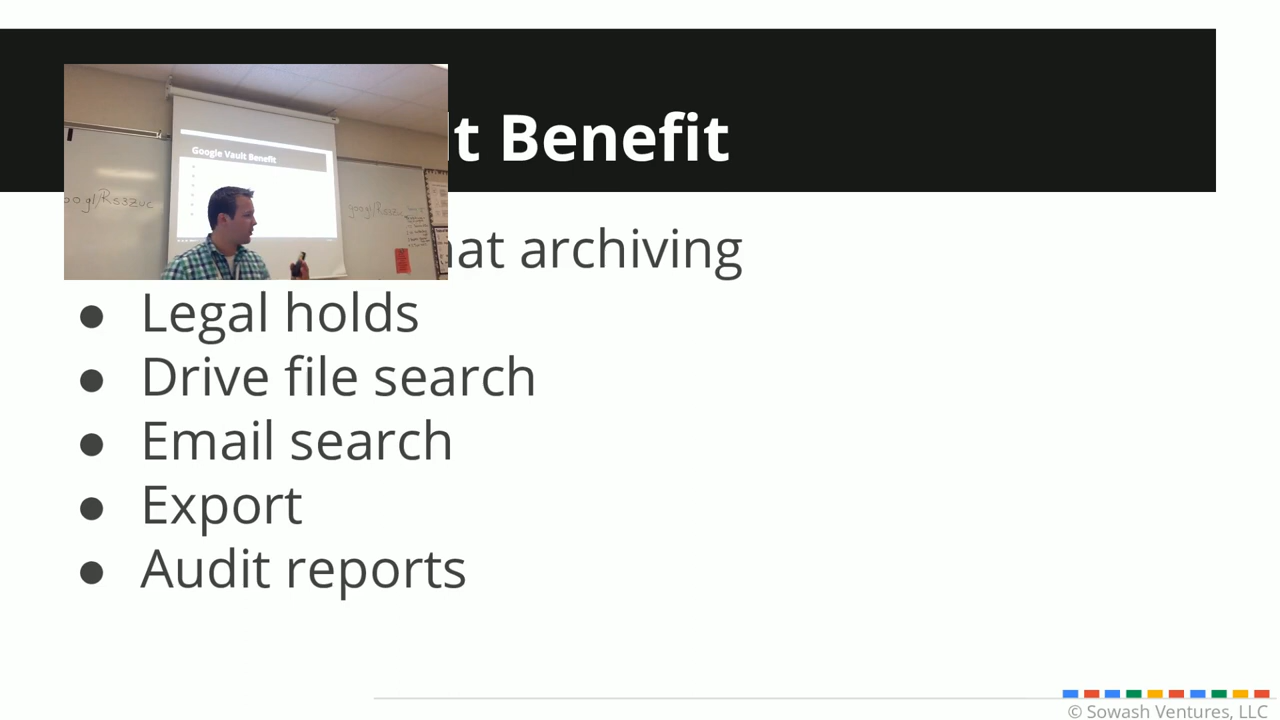 Google Vault Benefit
t Benefit
at archiving
● Legal holds
● Drive file search
● Email search
● Export
● Audit reports
© Sowash Ventures, LLC